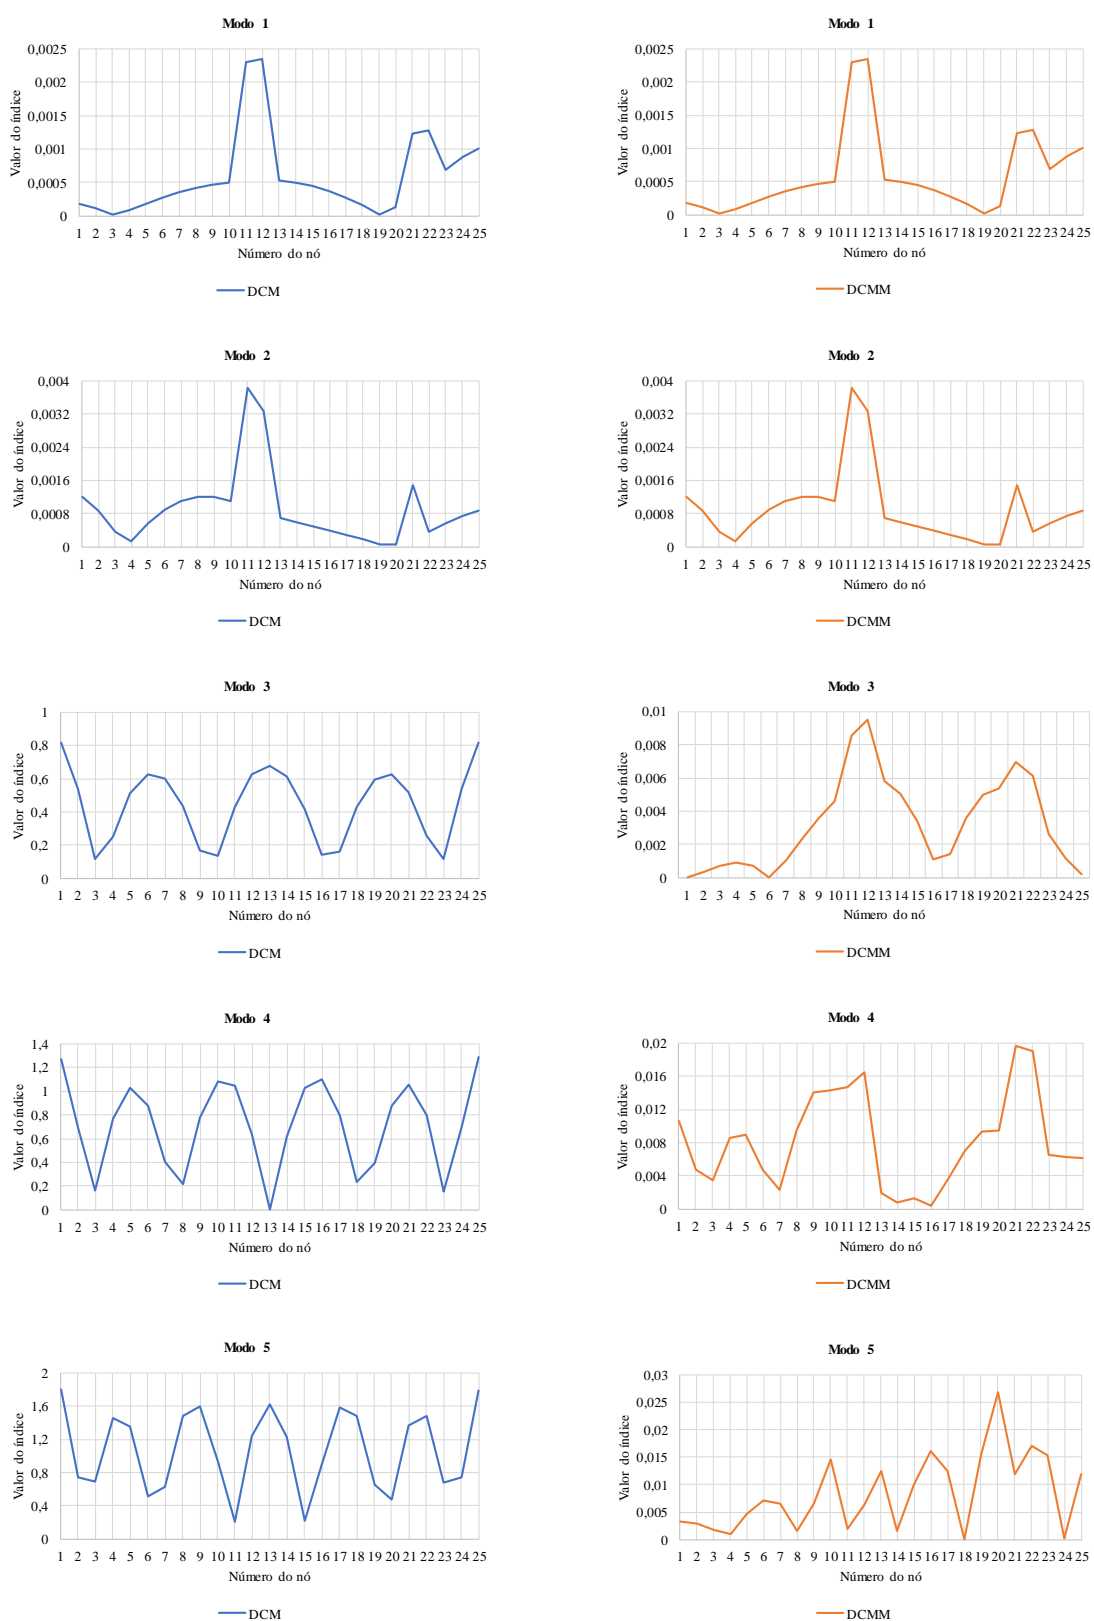 Modo 1
Valor do índice
0,0025
0,002
0,0015
0,001
0,0005
0
1 2 3 4 5 6 7 8 9 10 11 12 13 14 15 16 17 18 19 20 21 22 23 24 25
Número do nó
DCM
Modo 1
Valor do índice
0,0025
0,002
0,0015
0,001
0,0005
0
1 2 3 4 5 6 7 8 9 10 11 12 13 14 15 16 17 18 19 20 21 22 23 24 25
Número do nó
DCMM
Modo 2
Valor do índice
0,004
0,0032
0,0024
0,0016
0,0008
0
1 2 3 4 5 6 7 8 9 10 11 12 13 14 15 16 17 18 19 20 21 22 23 24 25
Número do nó
DCM
Modo 2
Valor do índice
0,004
0,0032
0,0024
0,0016
0,0008
0
1 2 3 4 5 6 7 8 9 10 11 12 13 14 15 16 17 18 19 20 21 22 23 24 25
Número do nó
DCMM
Modo 3
Valor do índice
1
0,8
0,6
0,4
0,2
0
1 2 3 4 5 6 7 8 9 10 11 12 13 14 15 16 17 18 19 20 21 22 23 24 25
Número do nó
DCM
Modo 3
Valor do índice
0,01
0,008
0,006
0,004
0,002
0
1 2 3 4 5 6 7 8 9 10 11 12 13 14 15 16 17 18 19 20 21 22 23 24 25
Número do nó
DCMM
Modo 4
Valor do índice
1,4
1,2
1
0,8
0,6
0,4
0,2
0
1 2 3 4 5 6 7 8 9 10 11 12 13 14 15 16 17 18 19 20 21 22 23 24 25
Número do nó
DCM
Modo 4
Valor do índice
0,02
0,016
0,012
0,008
0,004
0
1 2 3 4 5 6 7 8 9 10 11 12 13 14 15 16 17 18 19 20 21 22 23 24 25
Número do nó
DCMM
Modo 5
Valor do índice
2
1,6
1,2
0,8
0,4
0
1 2 3 4 5 6 7 8 9 10 11 12 13 14 15 16 17 18 19 20 21 22 23 24 25
Número do nó
DCM
Modo 5
Valor do índice
0,03
0,025
0,02
0,015
0,01
0,005
0
1 2 3 4 5 6 7 8 9 10 11 12 13 14 15 16 17 18 19 20 21 22 23 24 25
Número do nó
DCMM